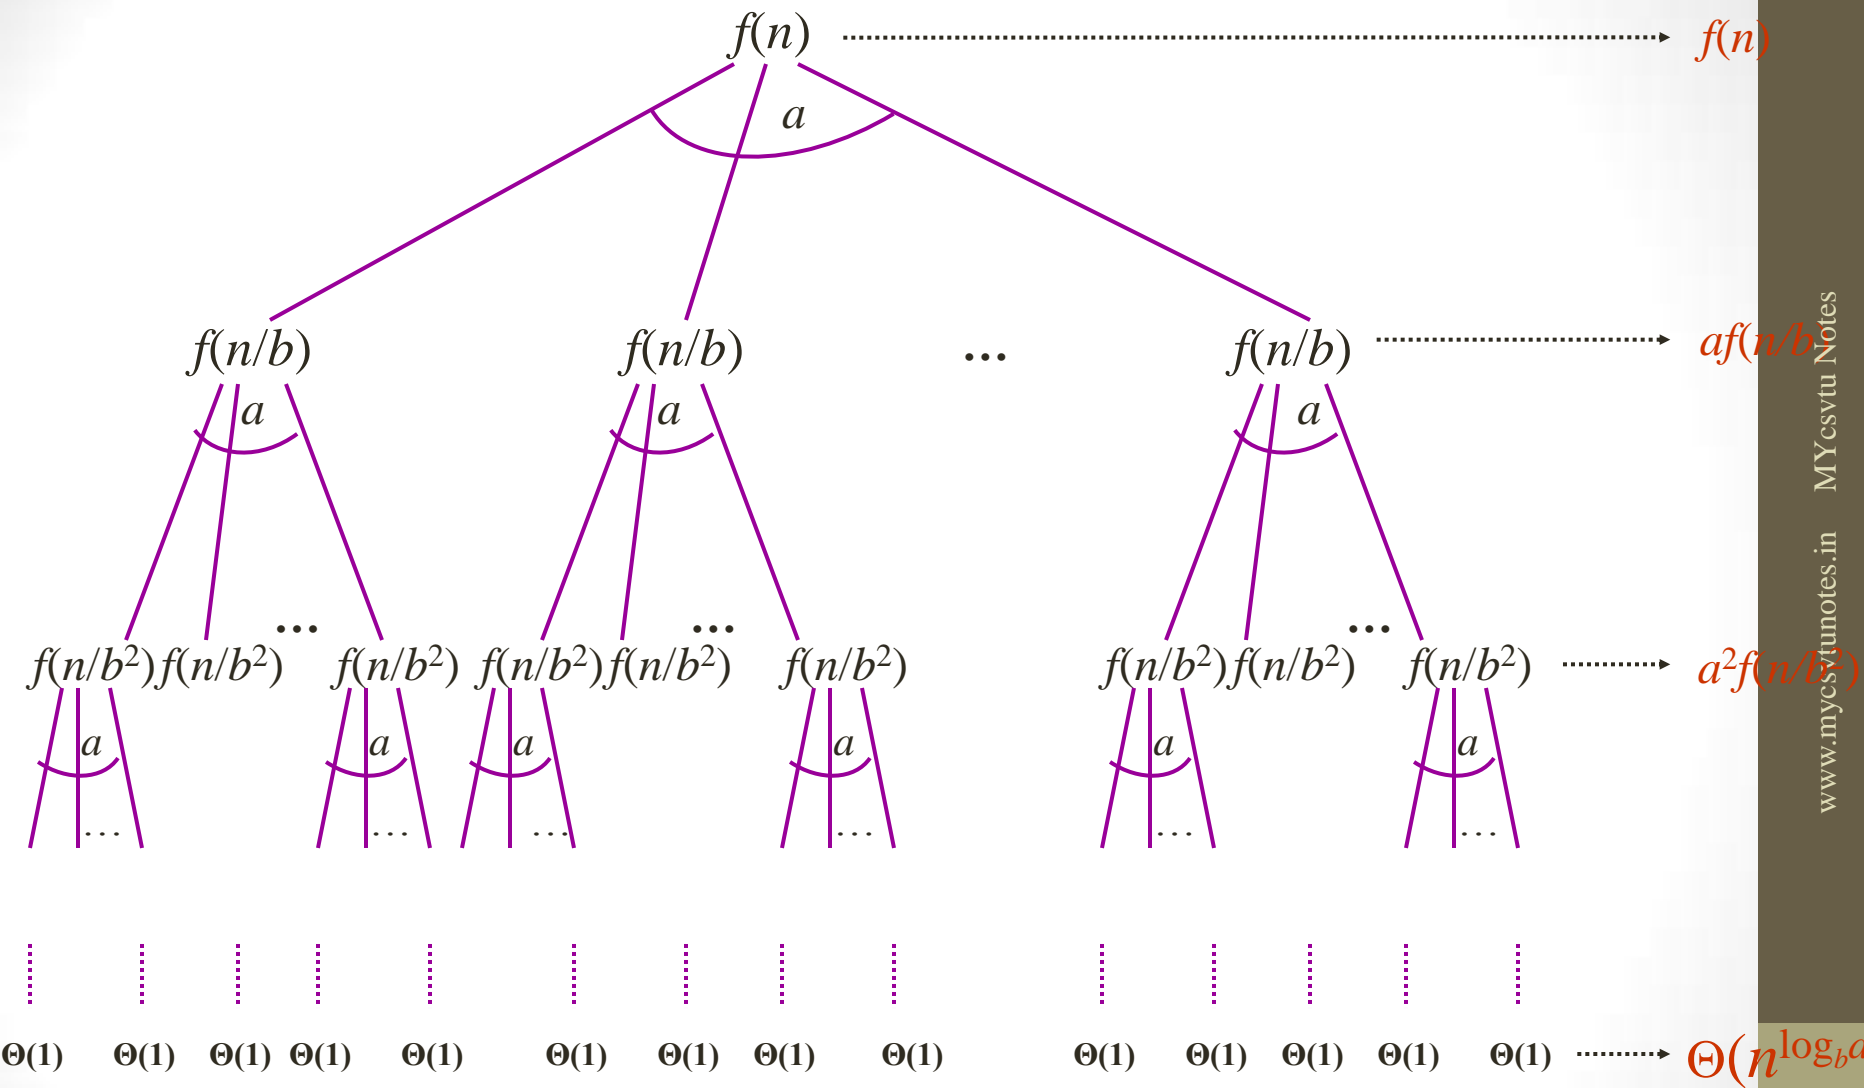 f(n) f(n)
a
f(n/b) f(n/b) ... f(n/b) af(n/b)
a a a
... ... ...
f(n/b²) f(n/b²) f(n/b²) f(n/b²) f(n/b²) f(n/b²) f(n/b²) f(n/b²) f(n/b²) a²f(n/b²)
a a a a a a
... ... ... ... ... ...
Θ(1) Θ(1) Θ(1) Θ(1) Θ(1) Θ(1) Θ(1) Θ(1) Θ(1) Θ(1) Θ(1) Θ(1) Θ(1) Θ(1) Θ(n^log_b a
www.mycsvtunotes.in MYcsvtu Notes